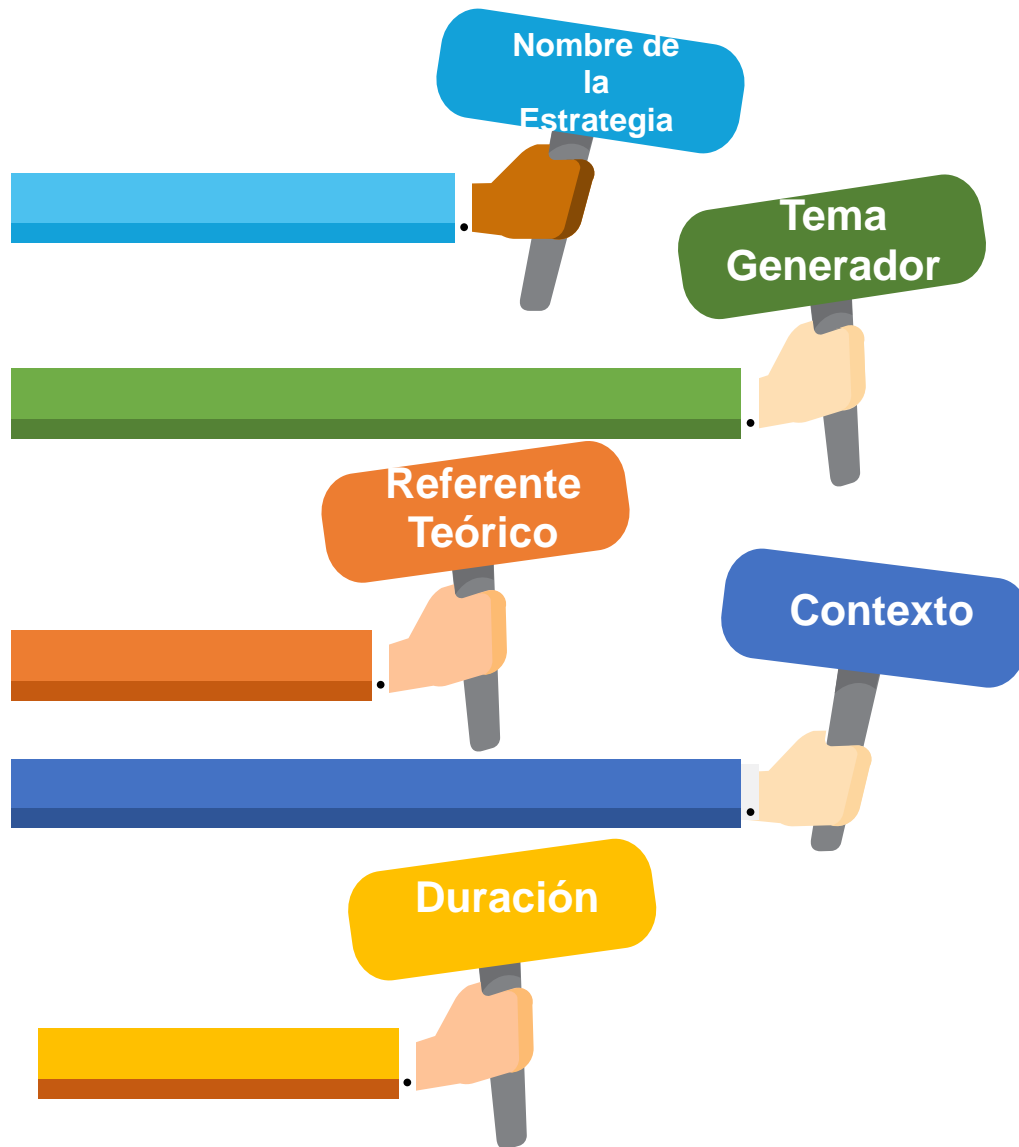 Nombre de
la
Estrategia
Tema
Generador
Referente
Teórico
Contexto
Duración